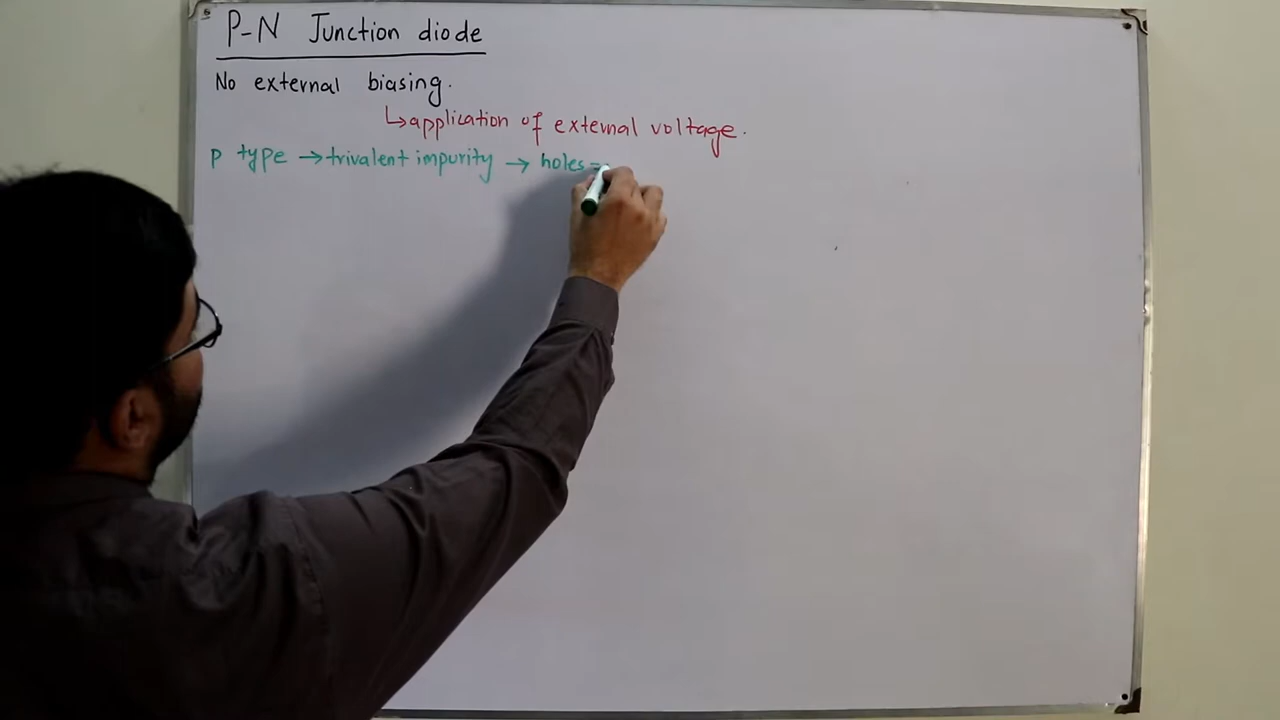 P-N Junction diode
No external biasing.
↳application of external voltage.
P type →trivalent impurity → holes =